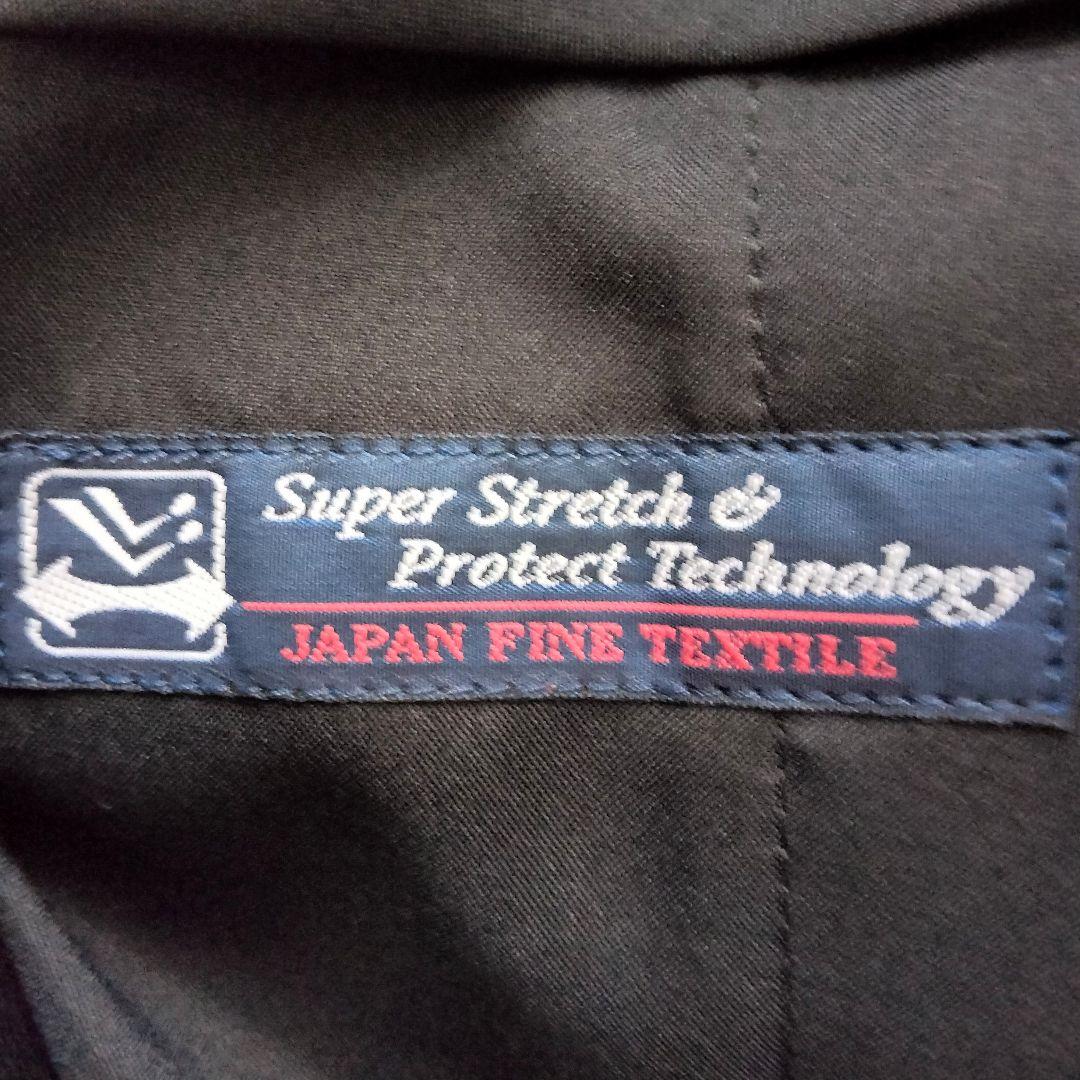 Super Stretch &
Protect Technology
JAPAN FINE TEXTILE